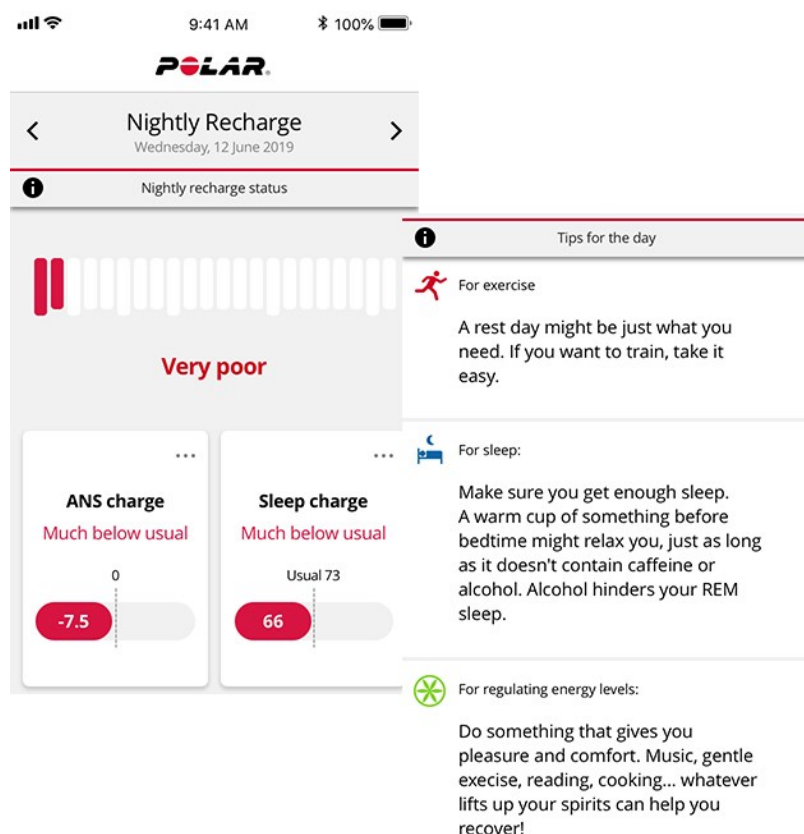 9:41 AM
100%
POLAR
Nightly Recharge
Wednesday, 12 June 2019
Nightly recharge status
Very poor
ANS charge
Much below usual
0
-7.5
Sleep charge
Much below usual
Usual 73
66
Tips for the day
For exercise
A rest day might be just what you
need. If you want to train, take it
easy.
For sleep:
Make sure you get enough sleep.
A warm cup of something before
bedtime might relax you, just as long
as it doesn't contain caffeine or
alcohol. Alcohol hinders your REM
sleep.
For regulating energy levels:
Do something that gives you
pleasure and comfort. Music, gentle
execise, reading, cooking... whatever
lifts up your spirits can help you
recover!